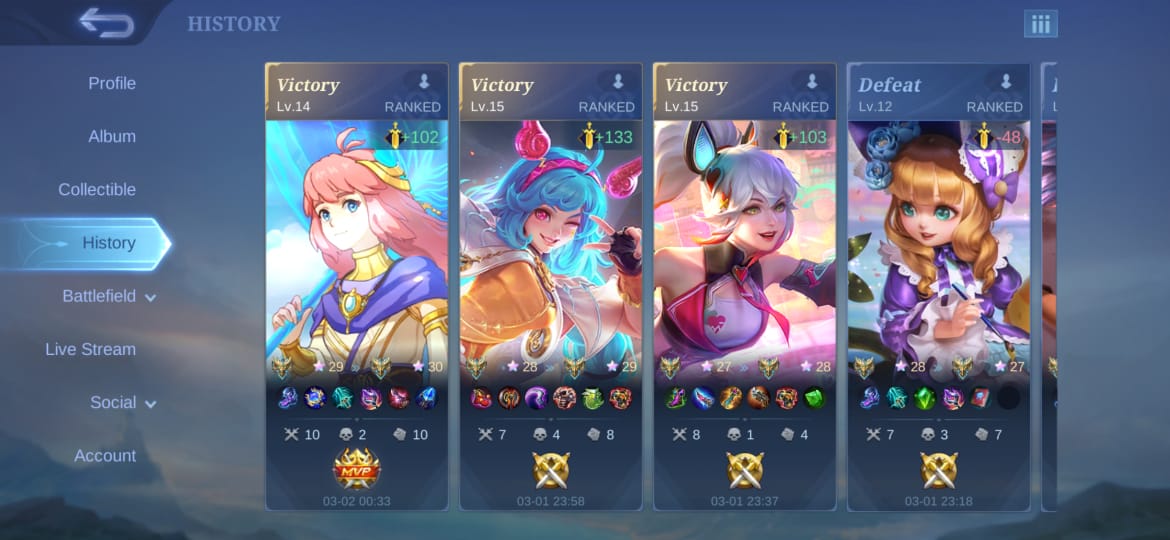 HISTORY
Profile
Album
Collectible
History
Battlefield
Live Stream
Social
Account
Victory
Lv.14 RANKED
+102
29 » 30
10 2 10
MVP
03-02 00:33
Victory
Lv.15 RANKED
+133
28 » 29
7 4 8
03-01 23:58
Victory
Lv.15 RANKED
+103
27 » 28
8 1 4
03-01 23:37
Defeat
Lv.12 RANKED
-48
28 » 27
7 3 7
03-01 23:18